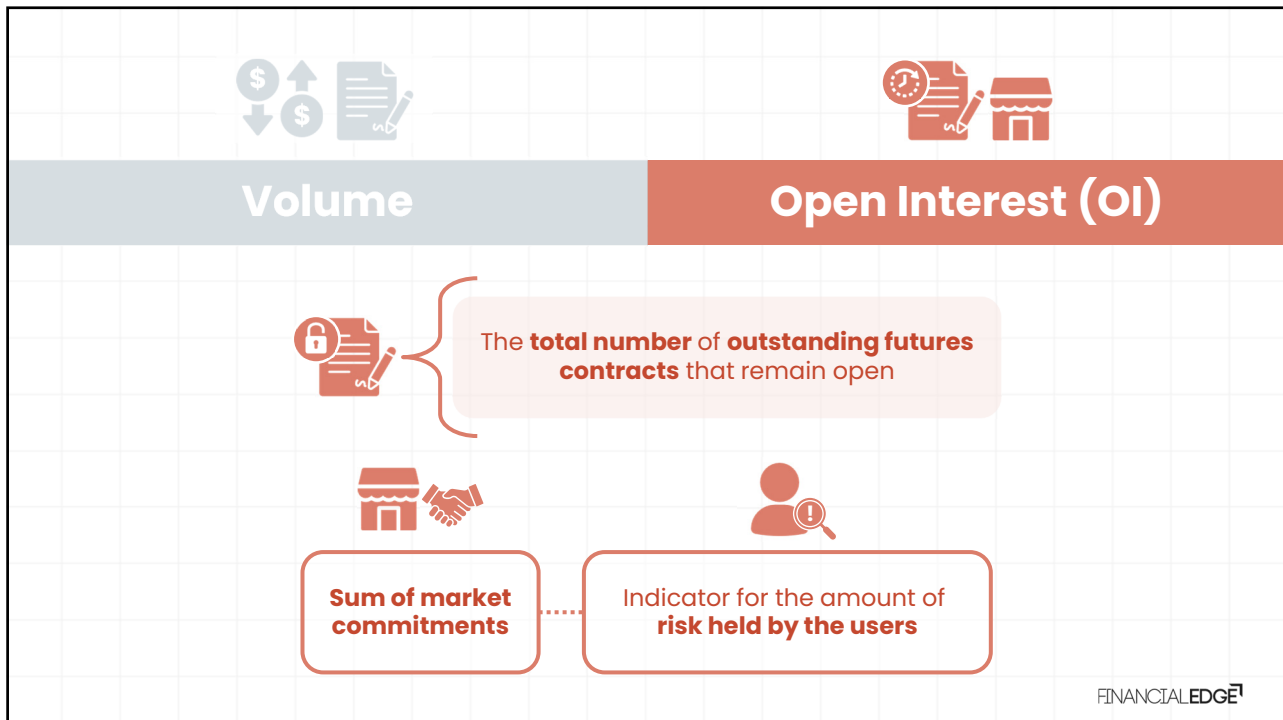 $
$
Volume
Open Interest (OI)
The total number of outstanding futures
contracts that remain open
!
Sum of market
commitments
Indicator for the amount of
risk held by the users
FINANCIALEDGE